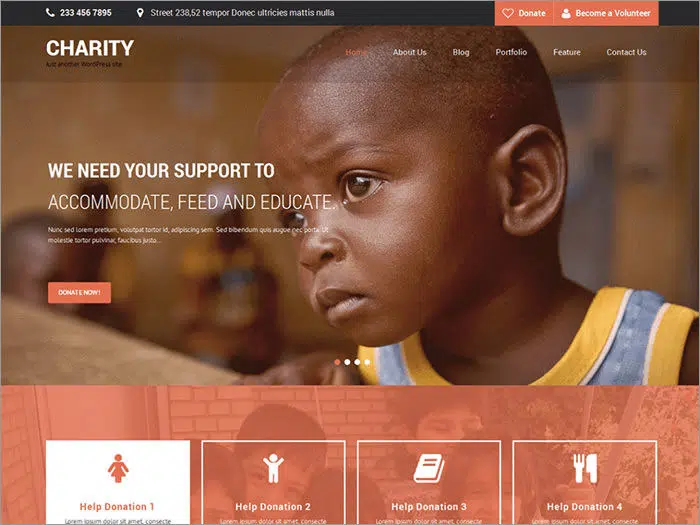 233 456 7895
Street 238,52 tempor Donec ultricies mattis nulla
Donate
Become a Volunteer
CHARITY
Just another WordPress site
Home
About Us
Blog
Portfolio
Feature
Contact Us
WE NEED YOUR SUPPORT TO
ACCOMMODATE, FEED AND EDUCATE.
Nunc sed lorem pretium, volutpat tortor id, adipiscing sem. Sed bibendum quis augue nec porta. Ut
molestie tortor pulvinar, faucibus justo...
DONATE NOW!
Help Donation 1
Lorem ipsum dolor sit amet, consecte
Help Donation 2
Lorem ipsum dolor sit amet, consecte
Help Donation 3
Lorem ipsum dolor sit amet, consecte
Help Donation 4
Lorem ipsum dolor sit amet, consecte